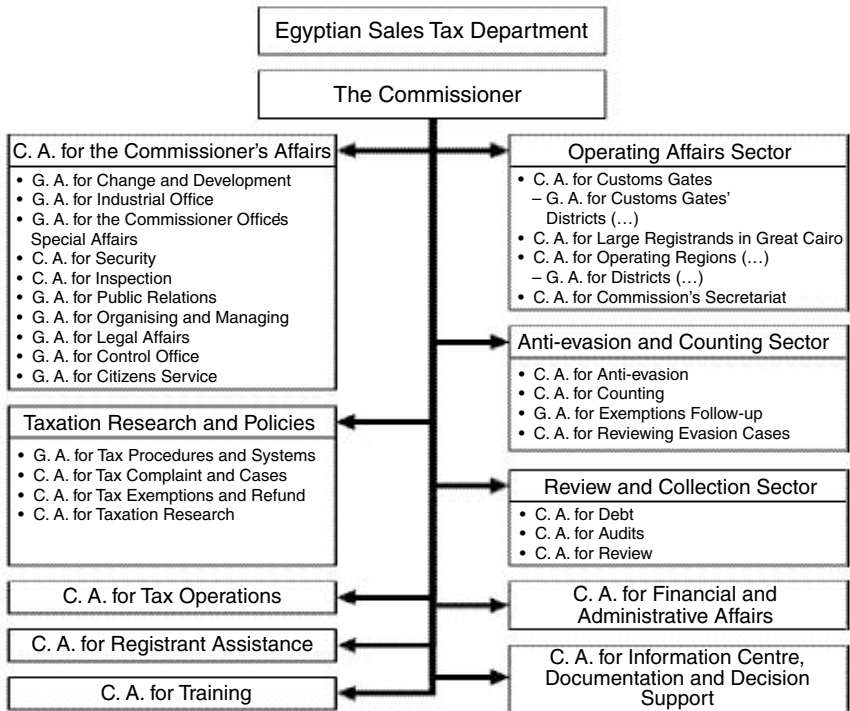 Egyptian Sales Tax Department
The Commissioner
C. A. for the Commissioner's Affairs
• G. A. for Change and Development
• G. A. for Industrial Office
• G. A. for the Commissioner Office's
Special Affairs
• C. A. for Security
• C. A. for Inspection
• G. A. for Public Relations
• G. A. for Organising and Managing
• G. A. for Legal Affairs
• G. A. for Control Office
• G. A. for Citizens Service
Taxation Research and Policies
• G. A. for Tax Procedures and Systems
• C. A. for Tax Complaint and Cases
• C. A. for Tax Exemptions and Refund
• C. A. for Taxation Research
C. A. for Tax Operations
C. A. for Registrant Assistance
C. A. for Training
Operating Affairs Sector
• C. A. for Customs Gates
– G. A. for Customs Gates'
Districts (…)
• C. A. for Large Registrands in Great Cairo
• C. A. for Operating Regions (…)
– G. A. for Districts (…)
• C. A. for Commission's Secretariat
Anti-evasion and Counting Sector
• C. A. for Anti-evasion
• C. A. for Counting
• G. A. for Exemptions Follow-up
• C. A. for Reviewing Evasion Cases
Review and Collection Sector
• C. A. for Debt
• C. A. for Audits
• C. A. for Review
C. A. for Financial and
Administrative Affairs
C. A. for Information Centre,
Documentation and Decision
Support